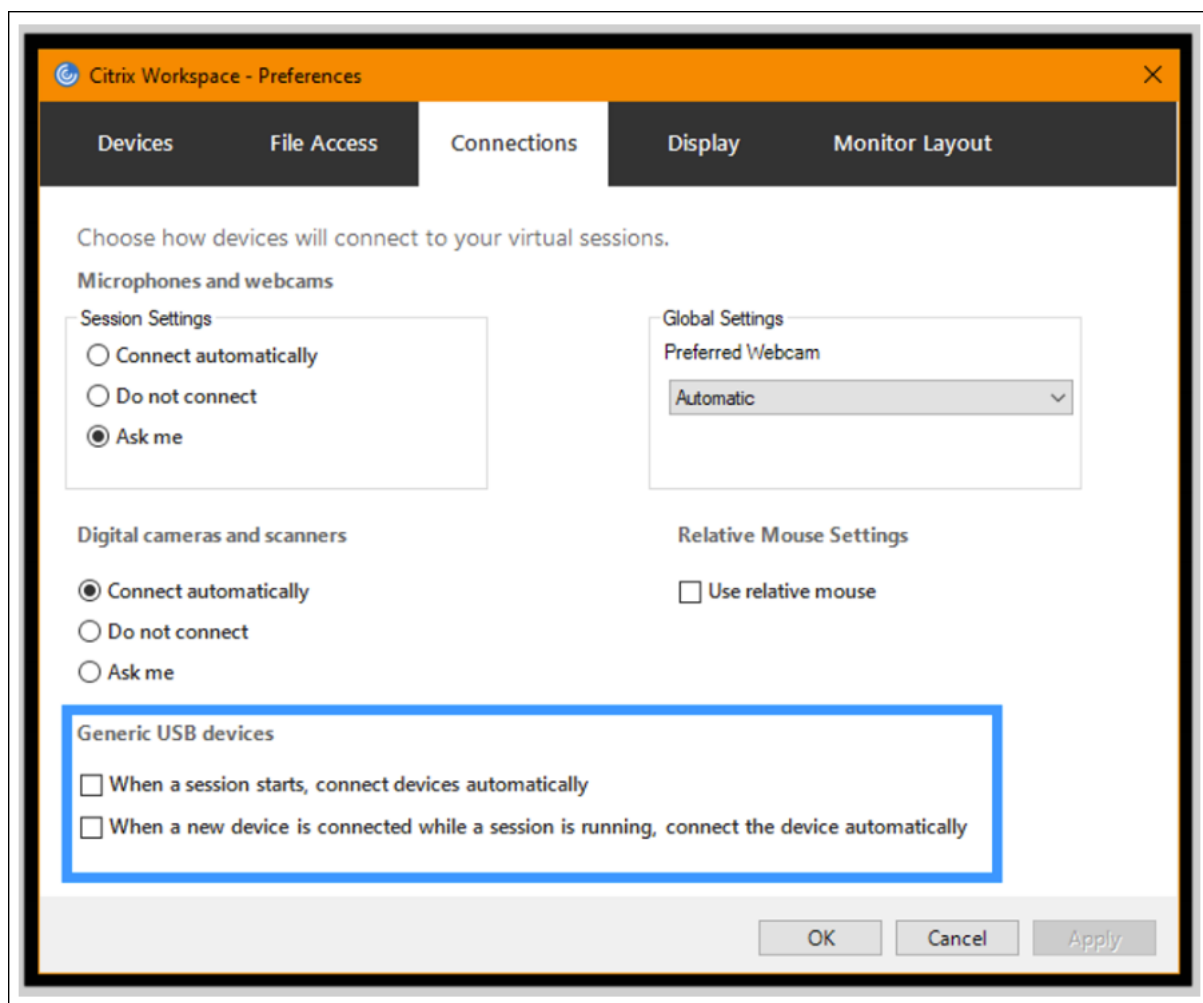 Citrix Workspace - Preferences
Devices File Access Connections Display Monitor Layout
Choose how devices will connect to your virtual sessions.
Microphones and webcams
Session Settings
Connect automatically
Do not connect
Ask me
Global Settings
Preferred Webcam
Automatic
Digital cameras and scanners
Connect automatically
Do not connect
Ask me
Relative Mouse Settings
Use relative mouse
Generic USB devices
When a session starts, connect devices automatically
When a new device is connected while a session is running, connect the device automatically
OK Cancel Apply